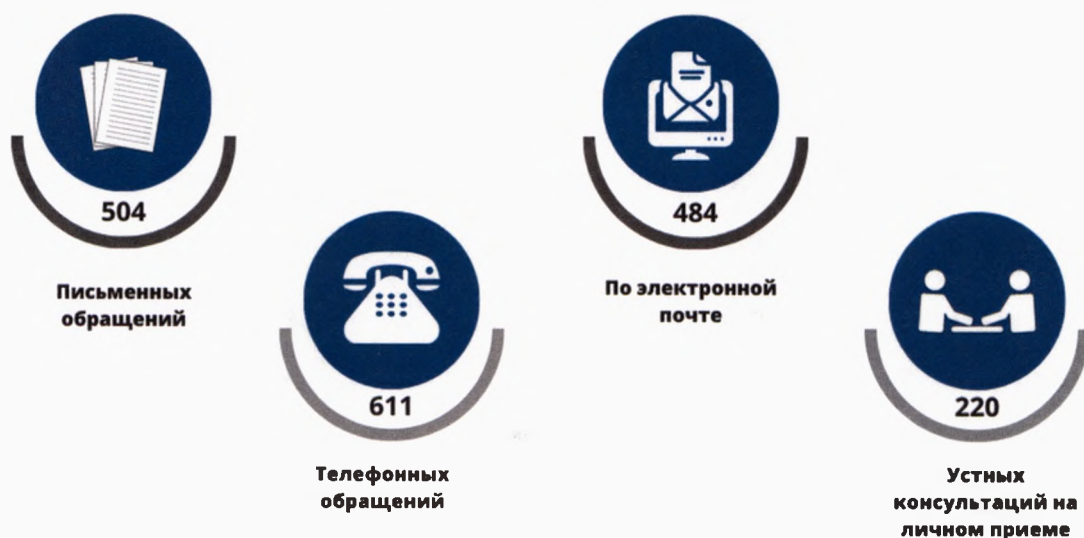 504
Письменных
обращений
611
Телефонных
обращений
484
По электронной
почте
220
Устных
консультаций на
личном приеме